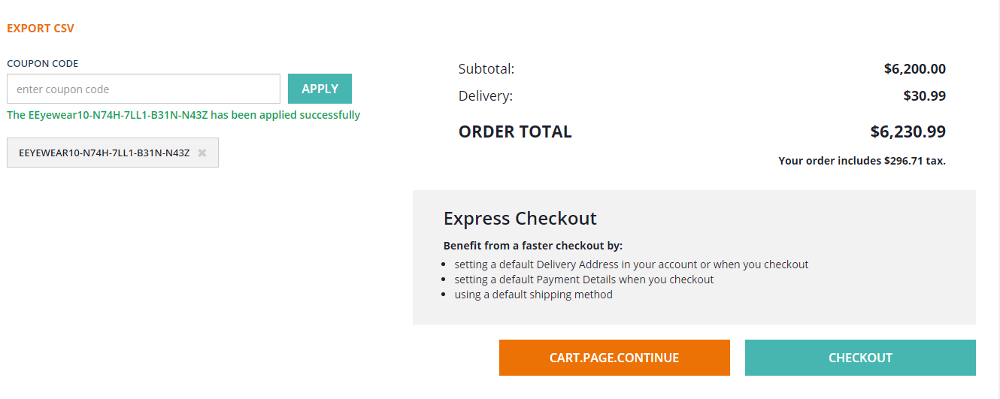 EXPORT CSV
COUPON CODE
enter coupon code
APPLY
The EEyewear10-N74H-7LL1-B31N-N43Z has been applied successfully
EEYEWEAR10-N74H-7LL1-B31N-N43Z ✖
Subtotal: $6,200.00
Delivery: $30.99
ORDER TOTAL $6,230.99
Your order includes $296.71 tax.
Express Checkout
Benefit from a faster checkout by:
• setting a default Delivery Address in your account or when you checkout
• setting a default Payment Details when you checkout
• using a default shipping method
CART.PAGE.CONTINUE
CHECKOUT